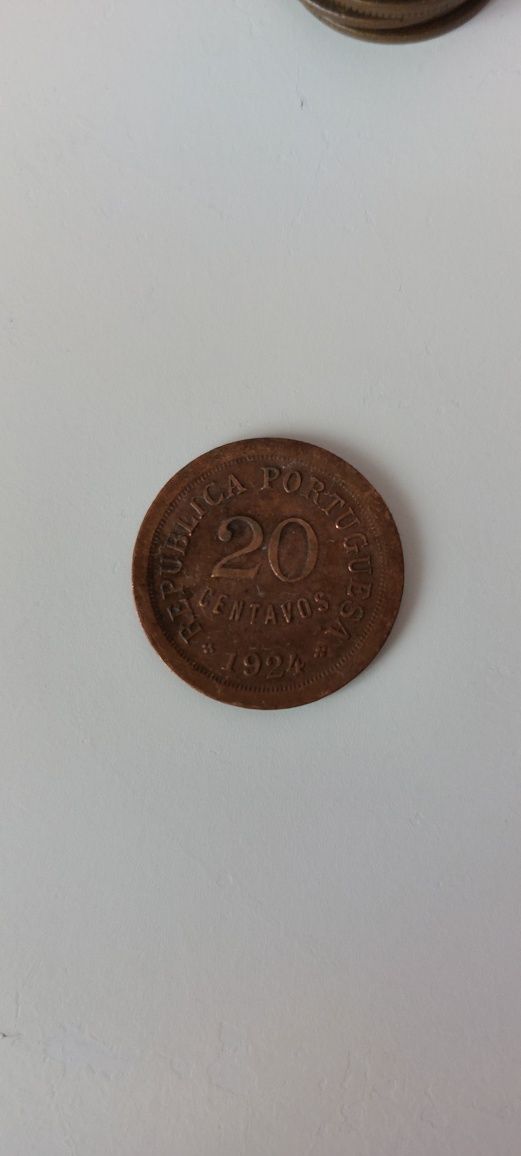 REPUBLICA PORTUGUESA
20
CENTAVOS
* 1924 *